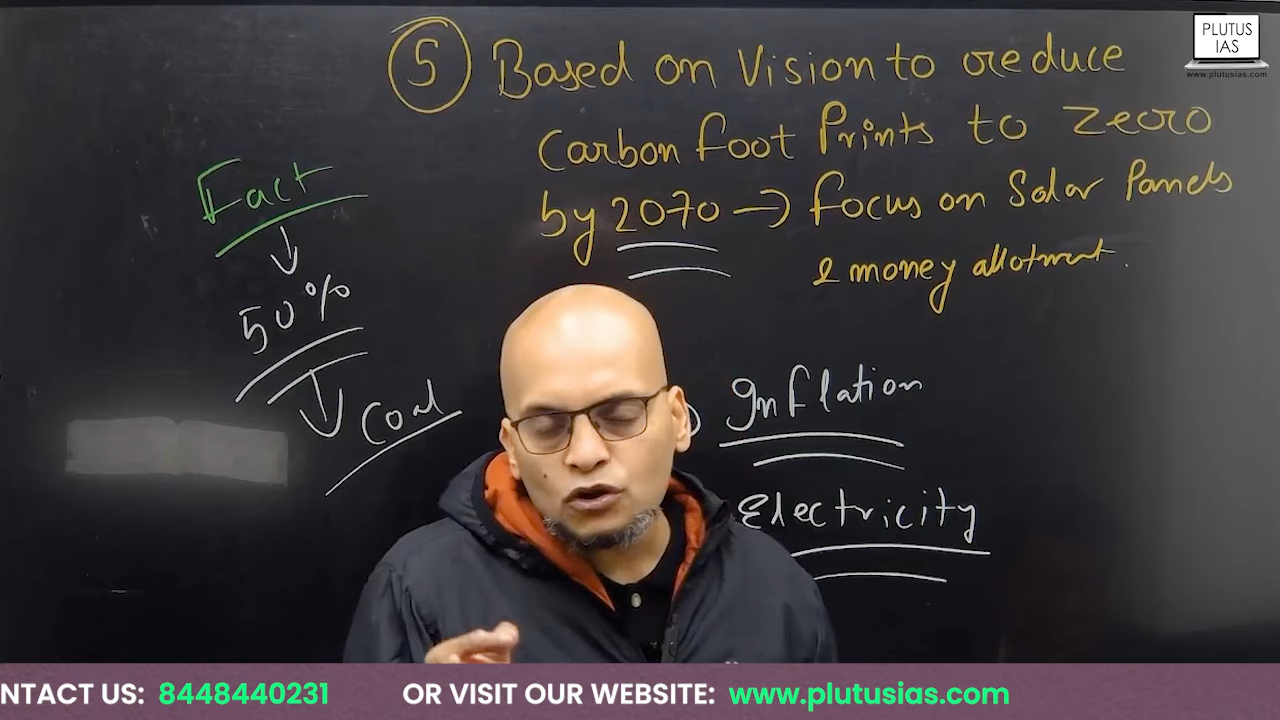 PLUTUS
IAS
www.plutusias.com
5 Based on Vision to reduce
Carbon foot Prints to Zero
by 2070 → focus on Solar Panels
& money allotment.
Fact
50%
Coal
Inflation
Electricity
NTACT US: 8448440231 OR VISIT OUR WEBSITE: www.plutusias.com